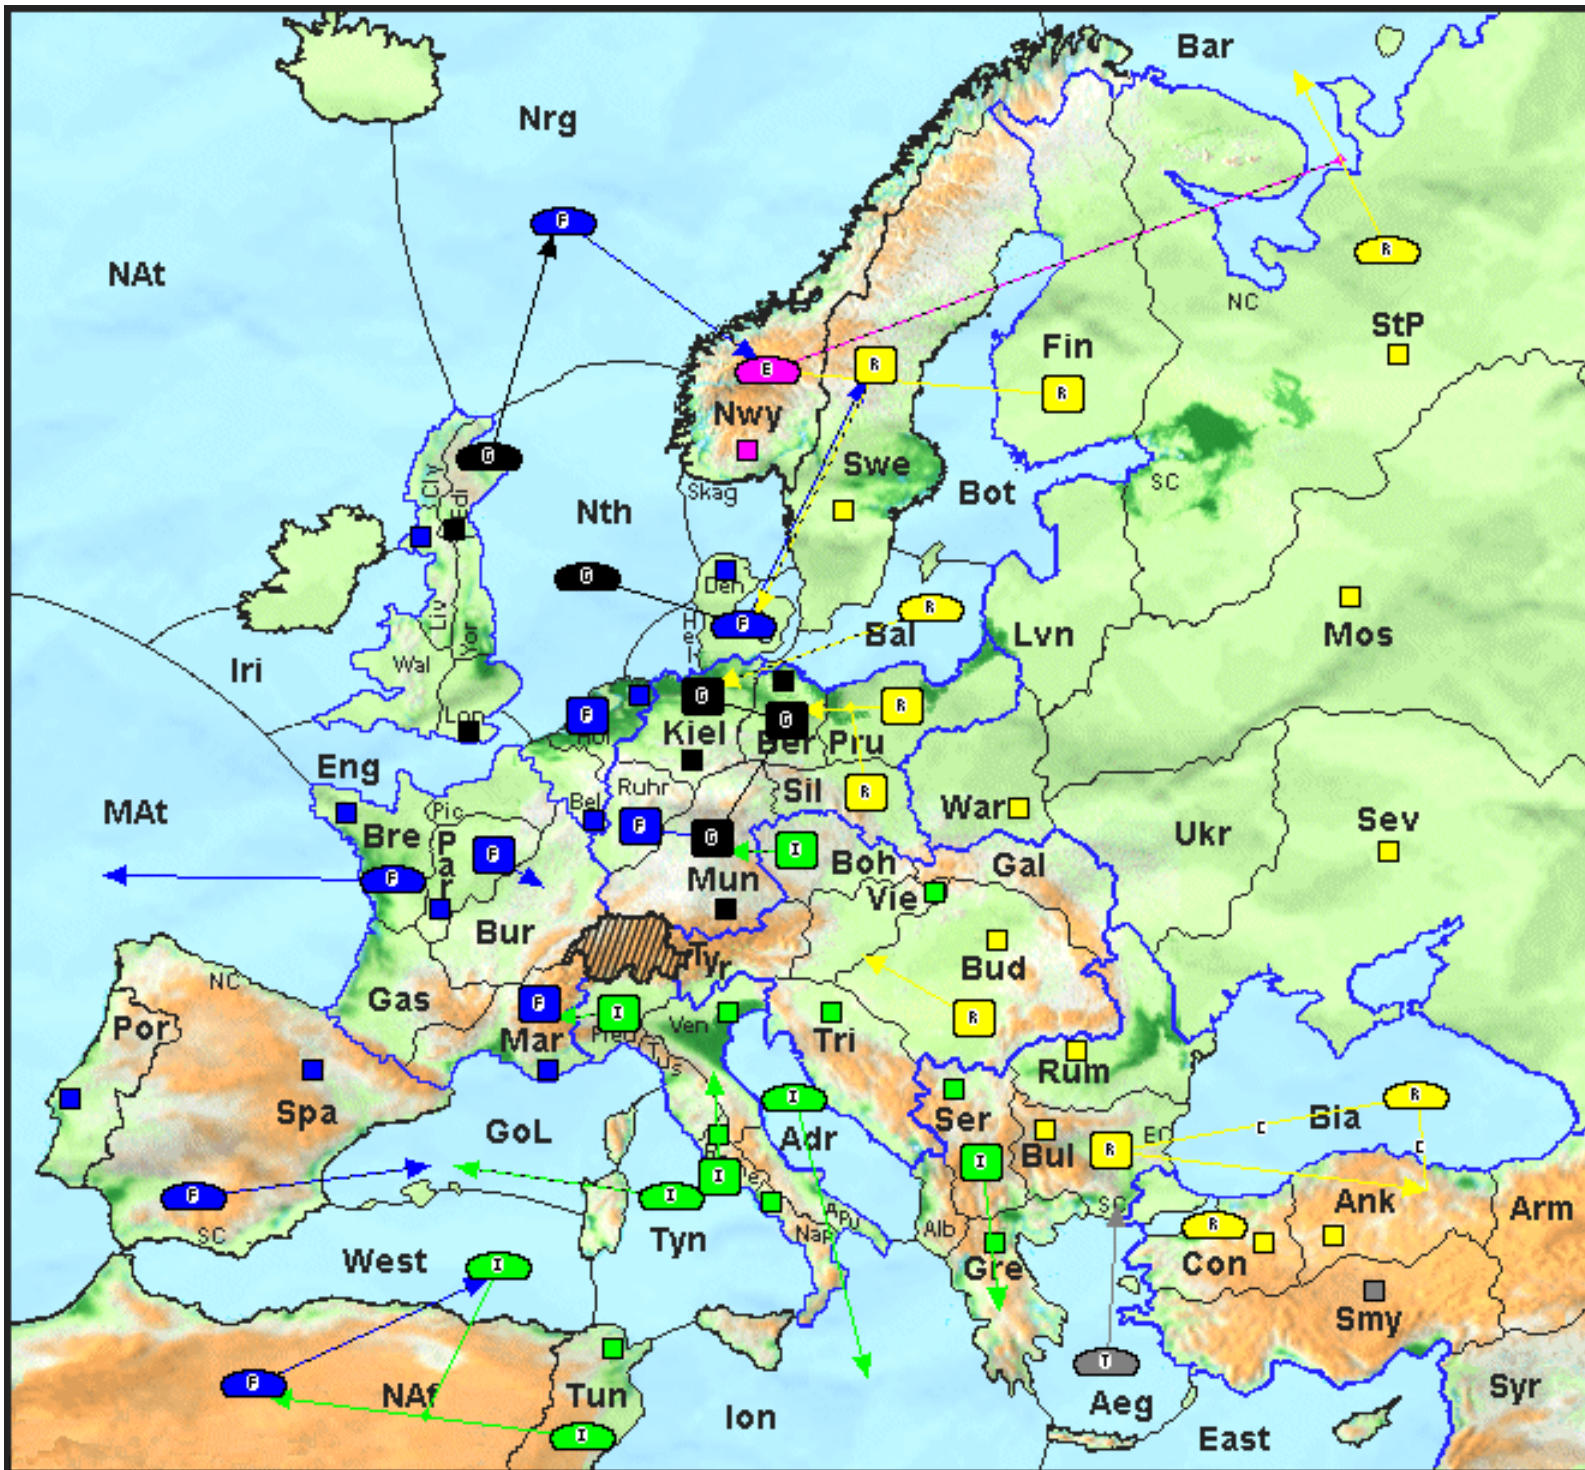 Bar
Nrg
F
R
NAt
NC
StP
Fin
E
R
R
Nwy
G
Swe
Cly
Edi
Skag
Bot
SC
Nth
G
Den
Hel
F
R
Bal
Lvn
Mos
Liv
Yor
Wal
Iri
Lon
G
F
Hol
Kiel
G
R
Ber
Pru
Eng
Ruhr
Sil
R
War
Bel
Pic
MAt
Bre
Par
F
F
G
I
Boh
Gal
Ukr
Sev
Mun
Vie
F
Bur
Tyr
Bud
NC
Gas
F
I
Pied
Ven
Tri
R
Por
Mar
Tus
Rum
Spa
GoL
I
Adr
Ser
R
Bia
C
C
Bul
R
EC
I
I
F
I
SC
Apu
Nap
Alb
SC
Ank
Arm
West
Tyn
R
Con
I
Gre
Smy
F
NAf
Tun
Ion
T
Aeg
Syr
I
East